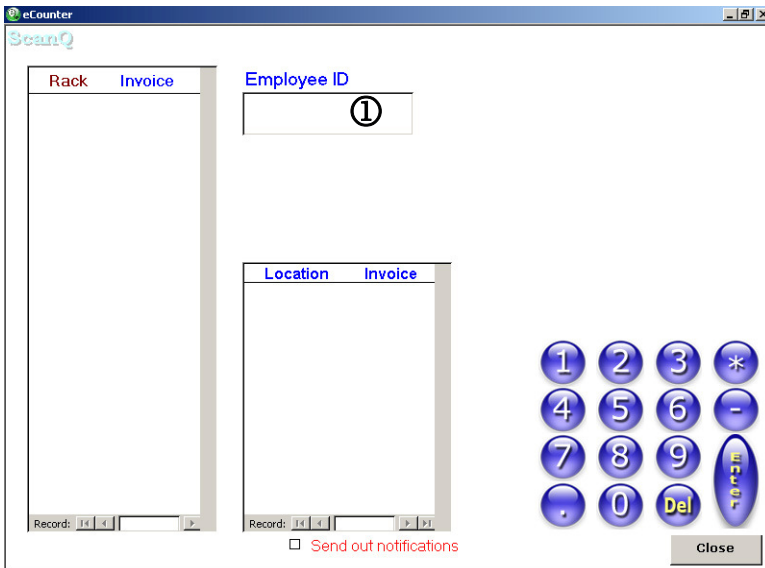 eCounter
ScanQ
Rack Invoice
Employee ID
①
Location Invoice
1 2 3 *
4 5 6 -
7 8 9 Enter
. 0 Del
Record:
Record:
Send out notifications
Close